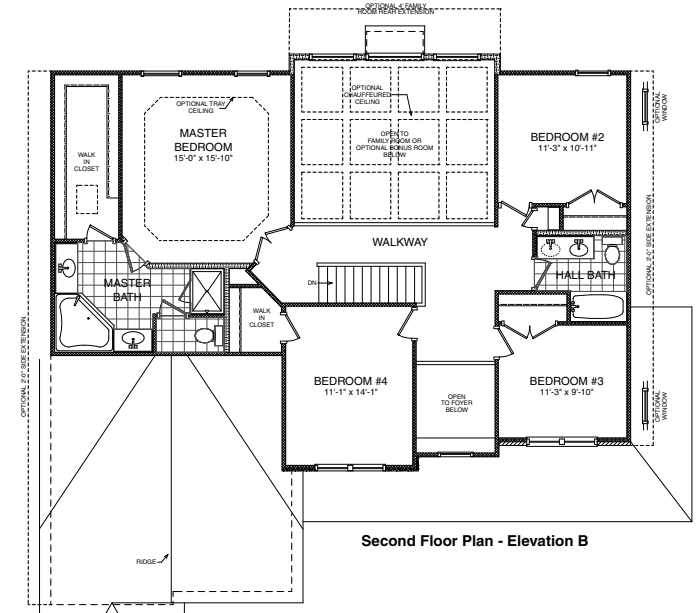 OPTIONAL 4' FAMILY
ROOM REAR EXTENSION
OPTIONAL TRAY
CEILING
MASTER
BEDROOM
15'-0" x 15'-10"
WALK
IN
CLOSET
OPTIONAL
CHAUFFEURED
CEILING
OPEN TO
FAMILY ROOM OR
OPTIONAL BONUS ROOM
BELOW
BEDROOM #2
11'-3" x 10'-11"
OPTIONAL
WINDOW
OPTIONAL 2'-0" SIDE EXTENSION
WALKWAY
MASTER
BATH
HALL BATH
DN
WALK
IN
CLOSET
OPTIONAL 2'-0" SIDE EXTENSION
BEDROOM #4
11'-1" x 14'-1"
OPEN
TO FOYER
BELOW
BEDROOM #3
11'-3" x 9'-10"
OPTIONAL
WINDOW
Second Floor Plan - Elevation B
RIDGE